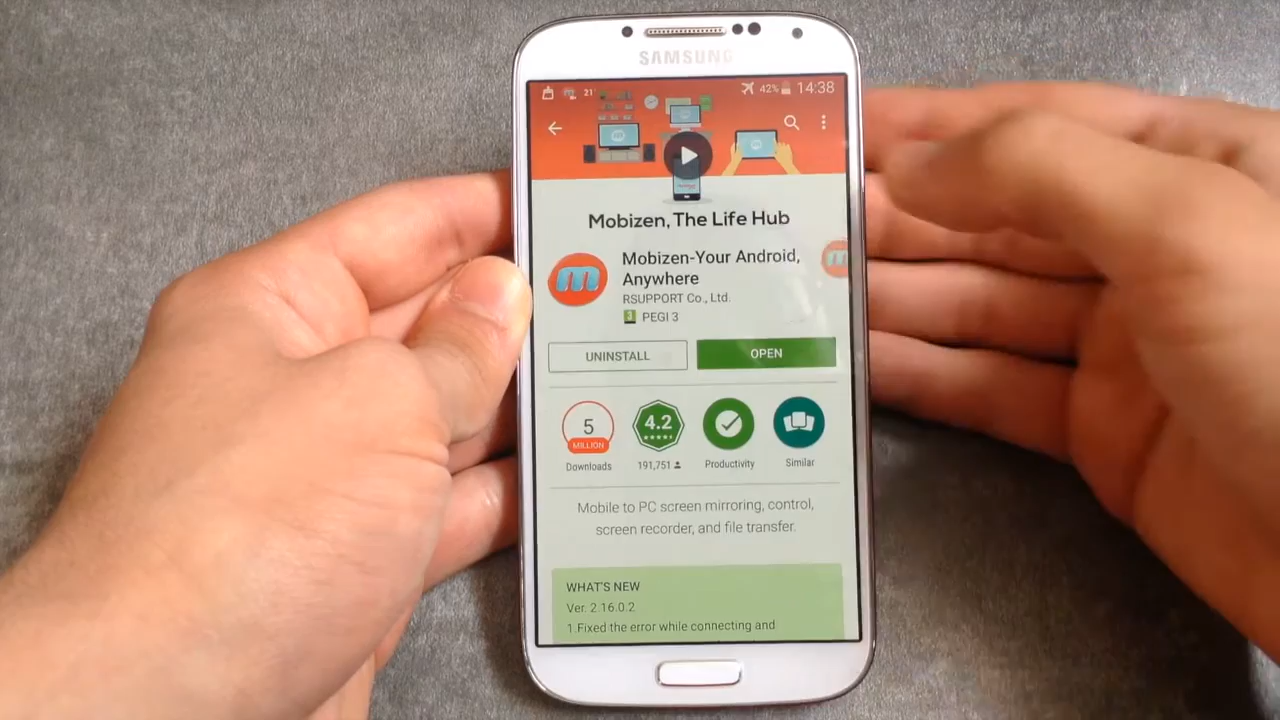 SAMSUNG
21°
42%
14:38
Mobizen, The Life Hub
m
Mobizen-Your Android,
Anywhere
RSUPPORT Co., Ltd.
3 PEGI 3
UNINSTALL
OPEN
5
MILLION
4.2
Downloads
191,751
Productivity
Similar
Mobile to PC screen mirroring, control,
screen recorder, and file transfer.
WHAT'S NEW
Ver. 2.16.0.2
1.Fixed the error while connecting and